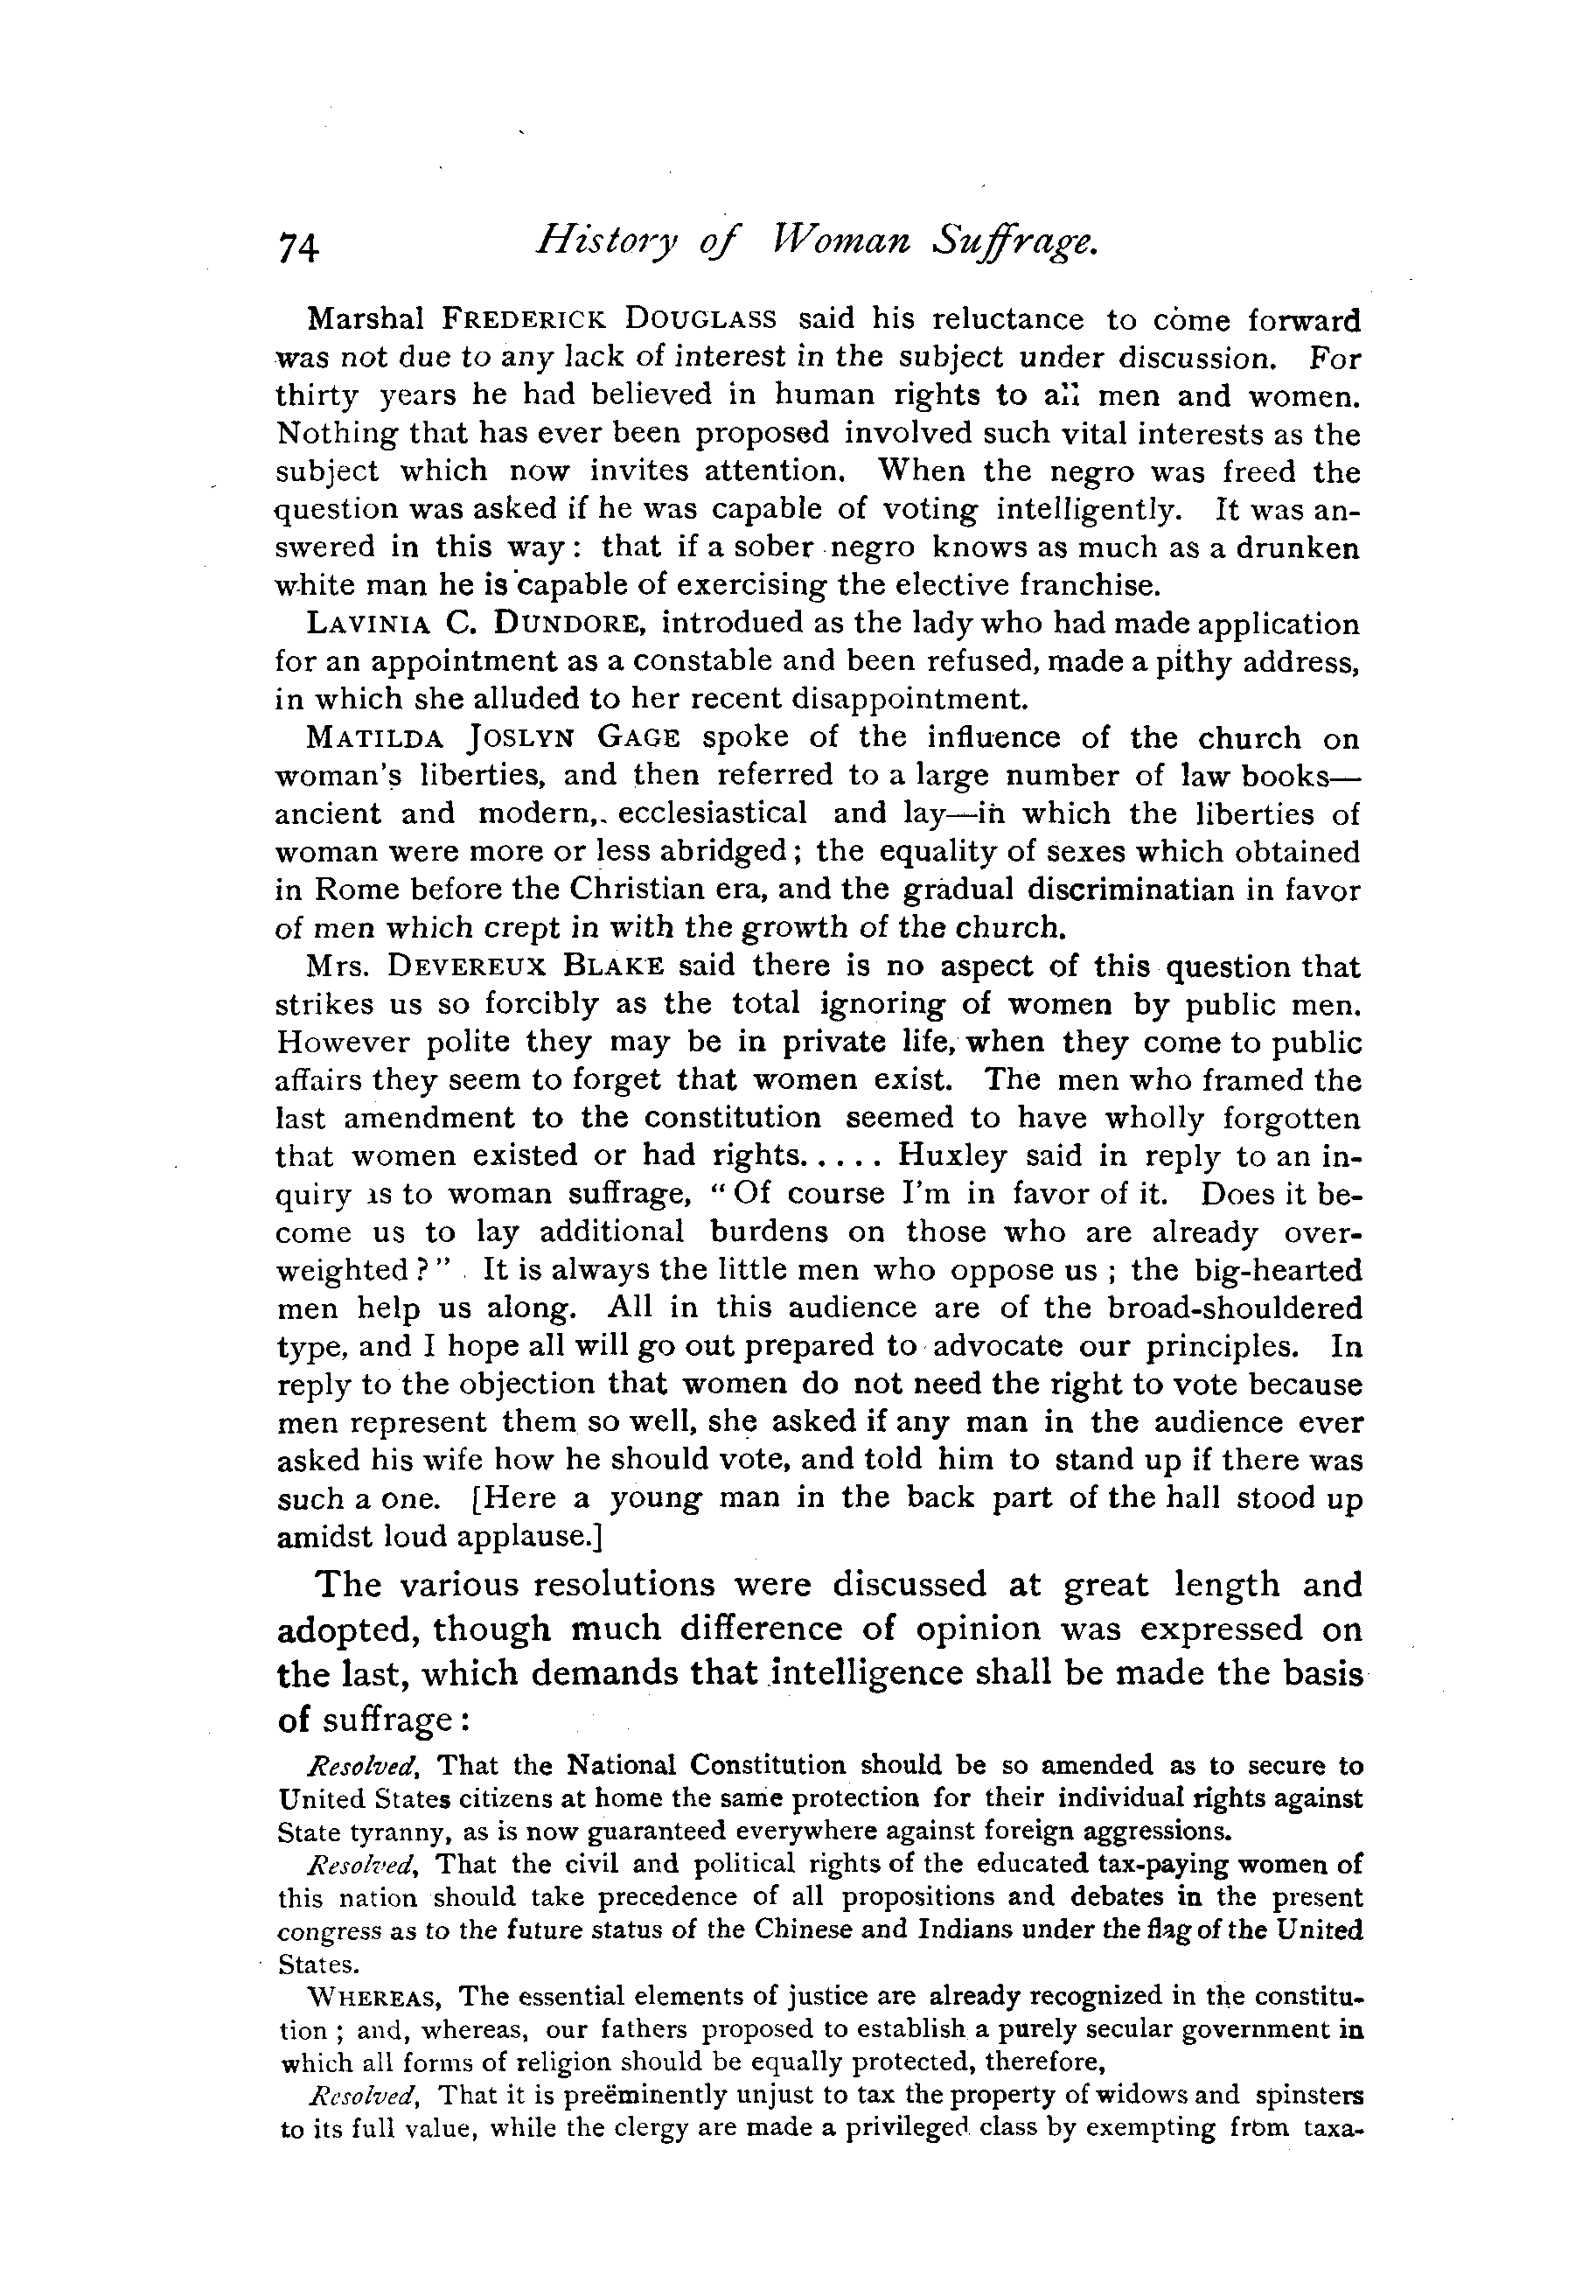 74 History of Woman Suffrage.
Marshal FREDERICK DOUGLASS said his reluctance to come forward
was not due to any lack of interest in the subject under discussion. For
thirty years he had believed in human rights to all men and women.
Nothing that has ever been proposed involved such vital interests as the
subject which now invites attention. When the negro was freed the
question was asked if he was capable of voting intelligently. It was an-
swered in this way: that if a sober negro knows as much as a drunken
white man he is capable of exercising the elective franchise.
LAVINIA C. DUNDORE, introdued as the lady who had made application
for an appointment as a constable and been refused, made a pithy address,
in which she alluded to her recent disappointment.
MATILDA JOSLYN GAGE spoke of the influence of the church on
woman's liberties, and then referred to a large number of law books—
ancient and modern, ecclesiastical and lay—in which the liberties of
woman were more or less abridged; the equality of sexes which obtained
in Rome before the Christian era, and the gradual discriminatian in favor
of men which crept in with the growth of the church.
Mrs. DEVEREUX BLAKE said there is no aspect of this question that
strikes us so forcibly as the total ignoring of women by public men.
However polite they may be in private life, when they come to public
affairs they seem to forget that women exist. The men who framed the
last amendment to the constitution seemed to have wholly forgotten
that women existed or had rights..... Huxley said in reply to an in-
quiry as to woman suffrage, "Of course I'm in favor of it. Does it be-
come us to lay additional burdens on those who are already over-
weighted?" It is always the little men who oppose us; the big-hearted
men help us along. All in this audience are of the broad-shouldered
type, and I hope all will go out prepared to advocate our principles. In
reply to the objection that women do not need the right to vote because
men represent them so well, she asked if any man in the audience ever
asked his wife how he should vote, and told him to stand up if there was
such a one. [Here a young man in the back part of the hall stood up
amidst loud applause.]
The various resolutions were discussed at great length and
adopted, though much difference of opinion was expressed on
the last, which demands that intelligence shall be made the basis
of suffrage:
Resolved, That the National Constitution should be so amended as to secure to
United States citizens at home the same protection for their individual rights against
State tyranny, as is now guaranteed everywhere against foreign aggressions.
Resolved, That the civil and political rights of the educated tax-paying women of
this nation should take precedence of all propositions and debates in the present
congress as to the future status of the Chinese and Indians under the flag of the United
States.
WHEREAS, The essential elements of justice are already recognized in the constitu-
tion; and, whereas, our fathers proposed to establish a purely secular government in
which all forms of religion should be equally protected, therefore,
Resolved, That it is preëminently unjust to tax the property of widows and spinsters
to its full value, while the clergy are made a privileged class by exempting from taxa-